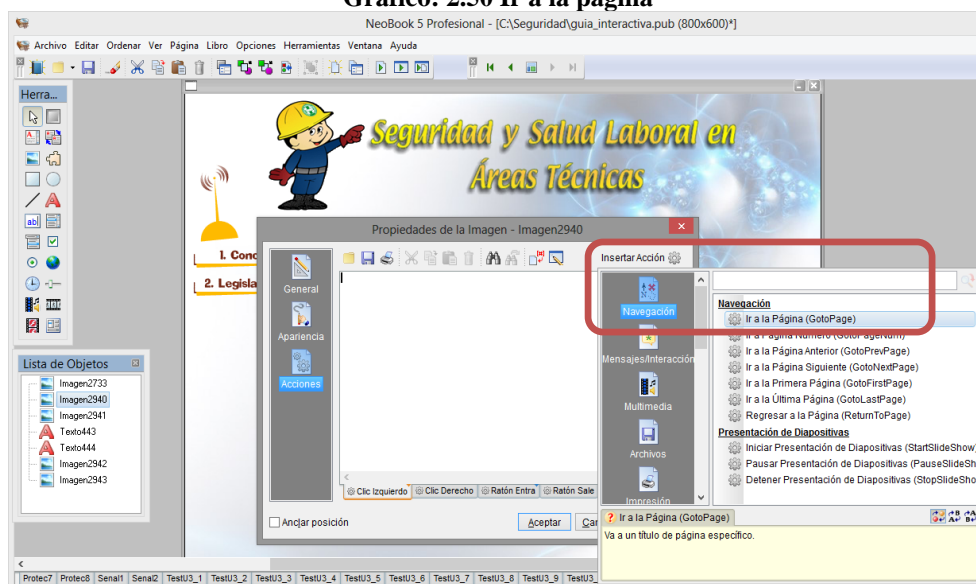 Gráfico: 2.50 Ir a la página
NeoBook 5 Profesional - [C:\Seguridad\guia_interactiva.pub (800x600)*]
Archivo Editar Ordenar Ver Página Libro Opciones Herramientas Ventana Ayuda
Herra...
Seguridad y Salud Laboral en
Áreas Técnicas
1. Conc
2. Legisla
Propiedades de la Imagen - Imagen2940
General
Apariencia
Acciones
Clic Izquierdo Clic Derecho Ratón Entra Ratón Sale
Anclar posición
Aceptar
Insertar Acción
Navegación
Mensajes/Interacción
Multimedia
Archivos
Impresión
Navegación
Ir a la Página (GotoPage)
Ir a Página Número (GotoPageNum)
Ir a la Página Anterior (GotoPrevPage)
Ir a la Página Siguiente (GotoNextPage)
Ir a la Primera Página (GotoFirstPage)
Ir a la Última Página (GotoLastPage)
Regresar a la Página (ReturnToPage)
Presentación de Diapositivas
Iniciar Presentación de Diapositivas (StartSlideShow)
Pausar Presentación de Diapositivas (PauseSlideSh
Detener Presentación de Diapositivas (StopSlideSho
Ir a la Página (GotoPage)
Va a un título de página específico.
Lista de Objetos
Imagen2733
Imagen2940
Imagen2941
Texto443
Texto444
Imagen2942
Imagen2943
Protec7 Protec8 Senal1 Senal2 TestU3_1 TestU3_2 TestU3_3 TestU3_4 TestU3_5 TestU3_6 TestU3_7 TestU3_8 TestU3_9 TestU3_